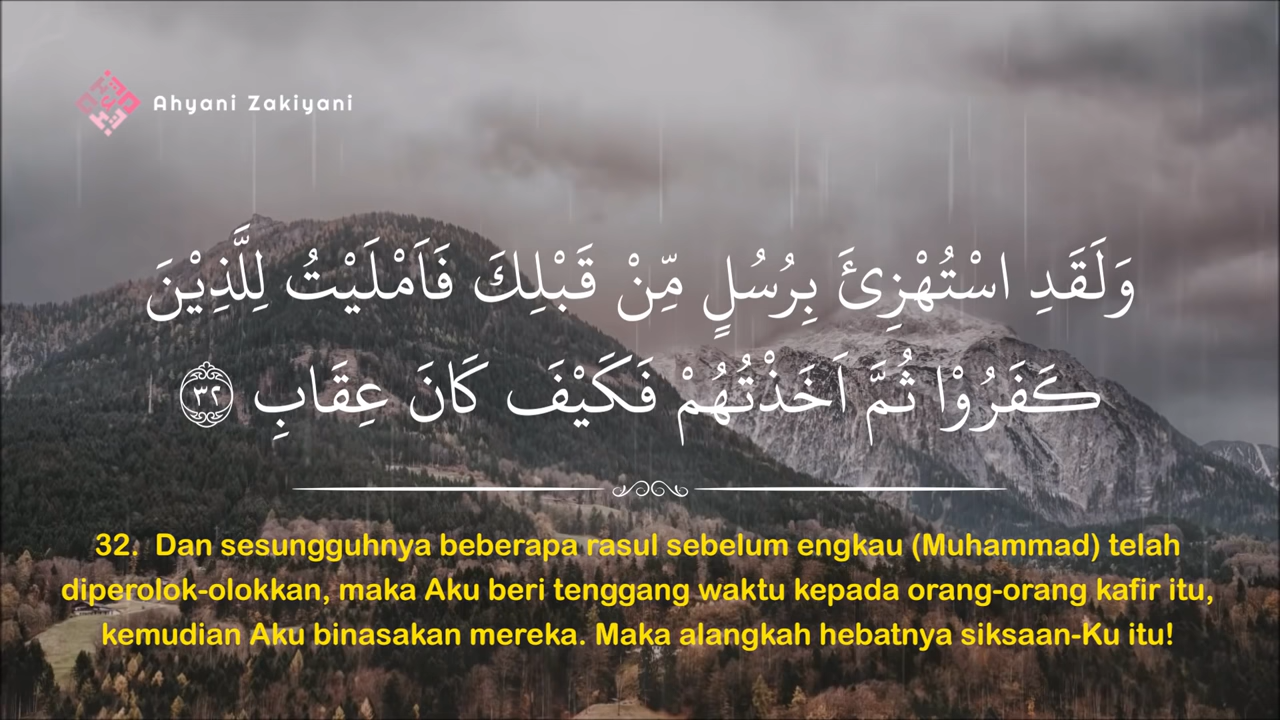 Ahyani Zakiyani
وَلَقَدِ اسْتُهْزِئَ بِرُسُلٍ مِّنْ قَبْلِكَ فَاَمْلَيْتُ لِلَّذِيْنَ
كَفَرُوْا ثُمَّ اَخَذْتُهُمْ فَكَيْفَ كَانَ عِقَابِ ٣٢
32. Dan sesungguhnya beberapa rasul sebelum engkau (Muhammad) telah
diperolok-olokkan, maka Aku beri tenggang waktu kepada orang-orang kafir itu,
kemudian Aku binasakan mereka. Maka alangkah hebatnya siksaan-Ku itu!